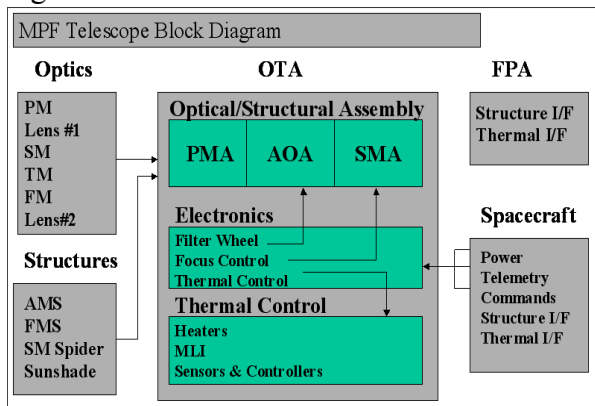 MPF Telescope Block Diagram
Optics
PM
Lens #1
SM
TM
FM
Lens#2
Structures
AMS
FMS
SM Spider
Sunshade
OTA
Optical/Structural Assembly
PMA
AOA
SMA
Electronics
Filter Wheel
Focus Control
Thermal Control
Thermal Control
Heaters
MLI
Sensors & Controllers
FPA
Structure I/F
Thermal I/F
Spacecraft
Power
Telemetry
Commands
Structure I/F
Thermal I/F